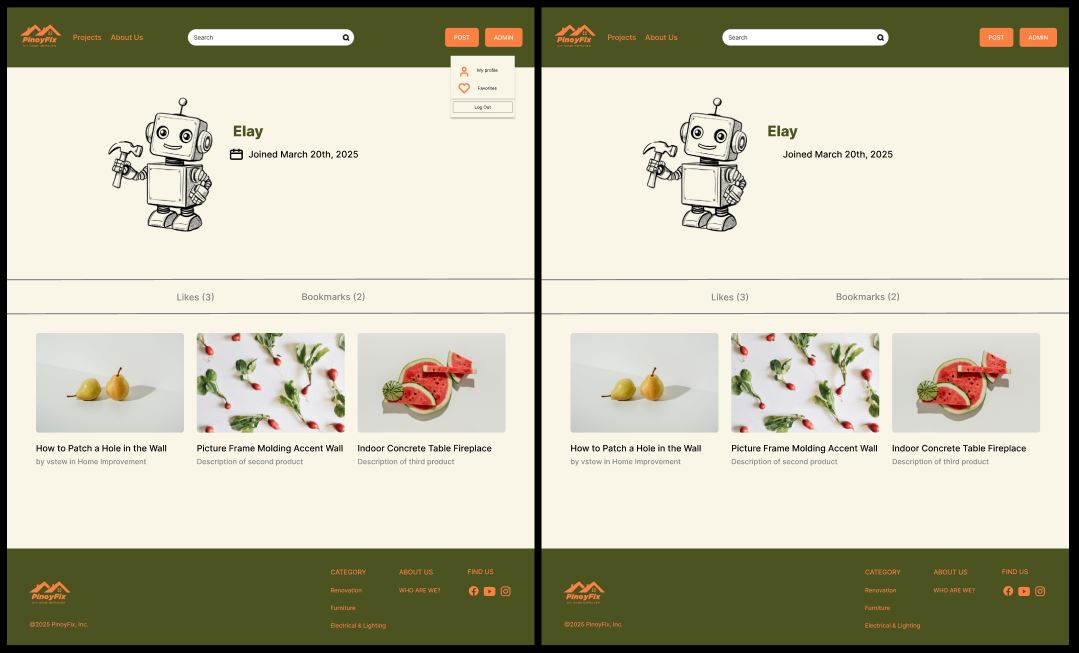 PinoyFix
Projects
About Us
Search
POST
ADMIN
My profile
Favorites
Log Out
Elay
Joined March 20th, 2025
Likes (3)
Bookmarks (2)
How to Patch a Hole in the Wall
by vstew in Home Improvement
Picture Frame Molding Accent Wall
Description of second product
Indoor Concrete Table Fireplace
Description of third product
PinoyFix
©2025 PinoyFix, Inc.
CATEGORY
Renovation
Furniture
Electrical & Lighting
ABOUT US
WHO ARE WE?
FIND US
PinoyFix
Projects
About Us
Search
POST
ADMIN
Elay
Joined March 20th, 2025
Likes (3)
Bookmarks (2)
How to Patch a Hole in the Wall
by vstew in Home Improvement
Picture Frame Molding Accent Wall
Description of second product
Indoor Concrete Table Fireplace
Description of third product
PinoyFix
©2025 PinoyFix, Inc.
CATEGORY
Renovation
Furniture
Electrical & Lighting
ABOUT US
WHO ARE WE?
FIND US